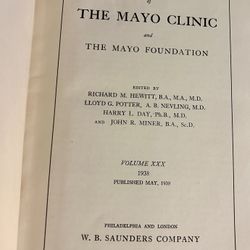 of
THE MAYO CLINIC
and
THE MAYO FOUNDATION
EDITED BY
RICHARD M. HEWITT, B.A., M.A., M.D.
LLOYD G. POTTER, A. B. NEVLING, M.D.
HARRY L. DAY, Ph.B., M.D.
AND JOHN R. MINER, B.A., Sc.D.
VOLUME XXX
1938
PUBLISHED MAY, 1939
PHILADELPHIA AND LONDON
W. B. SAUNDERS COMPANY